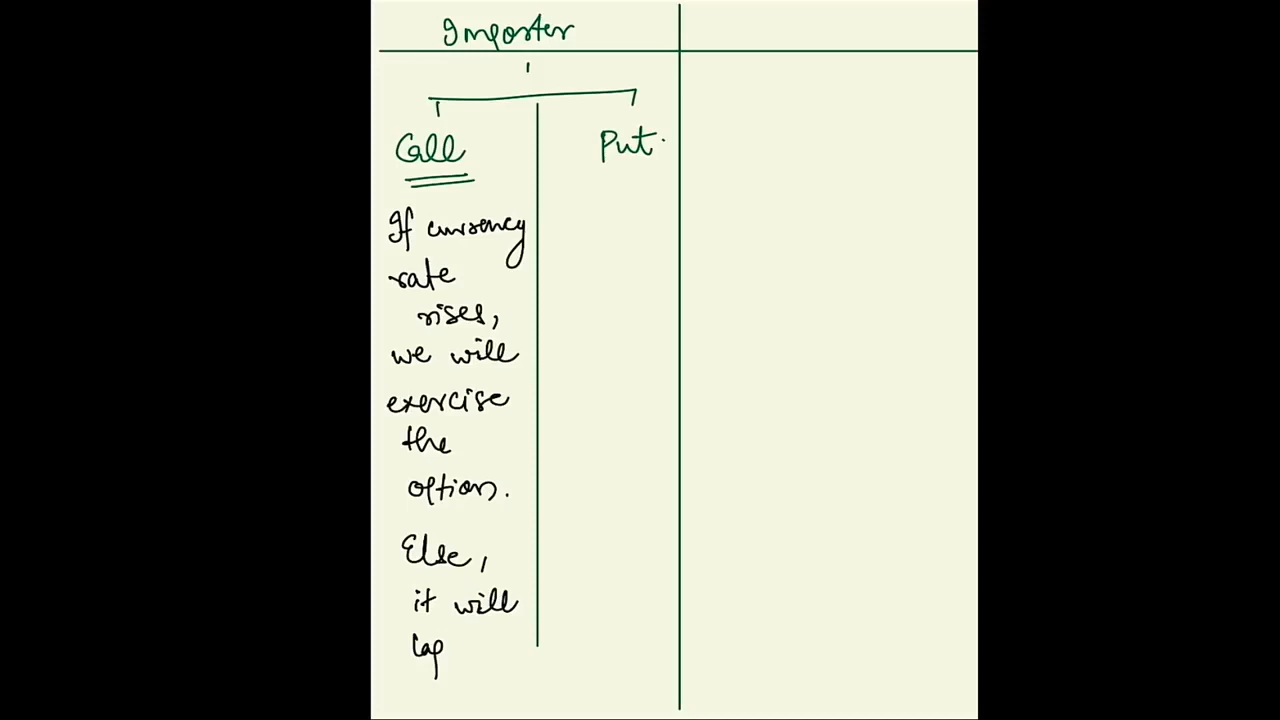 Importer
Call
Put.
If currency
rate
rises,
we will
exercise
the
option.
Else,
it will
lap